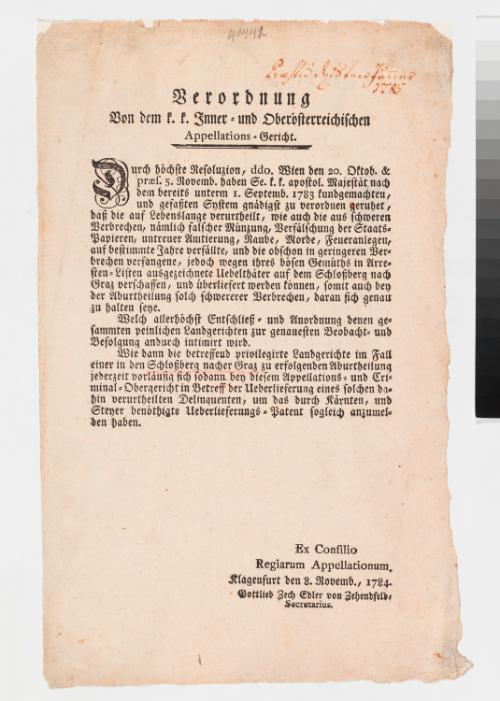 40442
1785
Verordnung
Von dem k. k. Inner- und Oberösterreichischen
Appellations-Gericht.
Durch höchste Resoluzion, ddo. Wien den 20. Oktob. &
præs. 5. Novemb. haben Se. k. k. apostol. Majestät nach
dem bereits unterm 1. Septemb. 1783 kundgemachten,
und gefaßten System gnädigst zu verordnen geruhet,
daß die auf Lebenslange verurtheilt, wie auch die aus schweren
Verbrechen, nämlich falscher Münzung, Verfälschung der Staats-
Papieren, untreuer Amtierung, Raube, Morde, Feueranlegen,
auf bestimmte Jahre verfällte, und die obschon in geringeren Ver-
brechen verfangene, jedoch wegen ihres bösen Gemüths in Arre-
sten-Listen ausgezeichnete Uebelthäter auf dem Schloßberg nach
Graz verschaffen, und überliefert werden können, somit auch bey
der Aburtheilung solch schwererer Verbrechen, daran sich genau
zu halten seye.
Welch allerhöchst Entschließ- und Anordnung denen ge-
sammten peinlichen Landgerichten zur genauesten Beobacht- und
Befolgung andurch intimirt wird.
Wie dann die betreffend privilegirte Landgerichte im Fall
einer in den Schloßberg nacher Graz zu erfolgenden Aburtheilung
jederzeit vorläufig sich sodann bey diesem Appellations- und Cri-
minal-Obergericht in Betreff der Ueberlieferung eines solchen da-
hin verurtheilten Delinquenten, um das durch Kärnten, und
Steyer benöthigte Ueberlieferungs-Patent sogleich anzumel-
den haben.
Ex Consilio
Regiarum Appellationum.
Klagenfurt den 8. Novemb., 1784.
Gottlieb Zech Edler von Zehendfeld-
Secretarius.